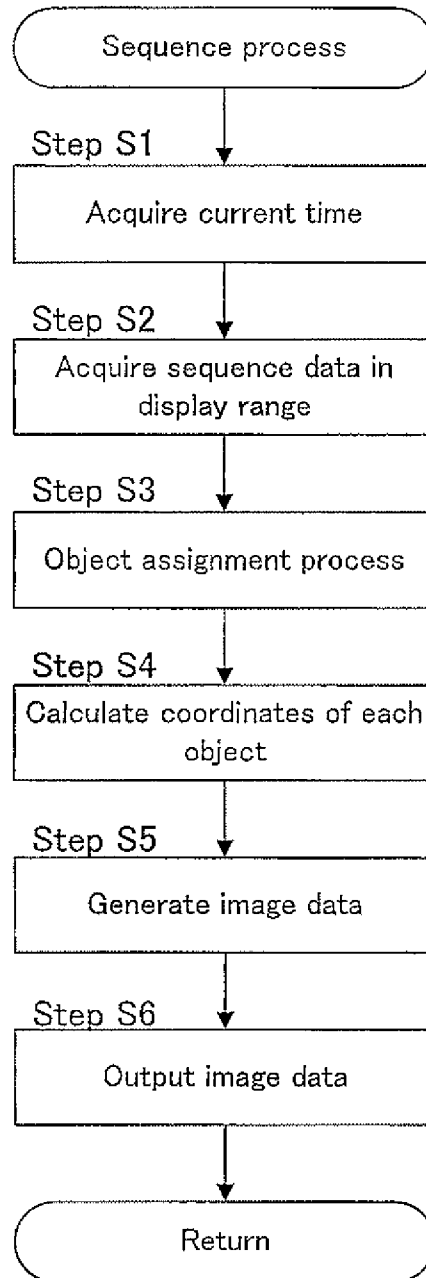 Sequence process
Step S1
Acquire current time
Step S2
Acquire sequence data in
display range
Step S3
Object assignment process
Step S4
Calculate coordinates of each
object
Step S5
Generate image data
Step S6
Output image data
Return